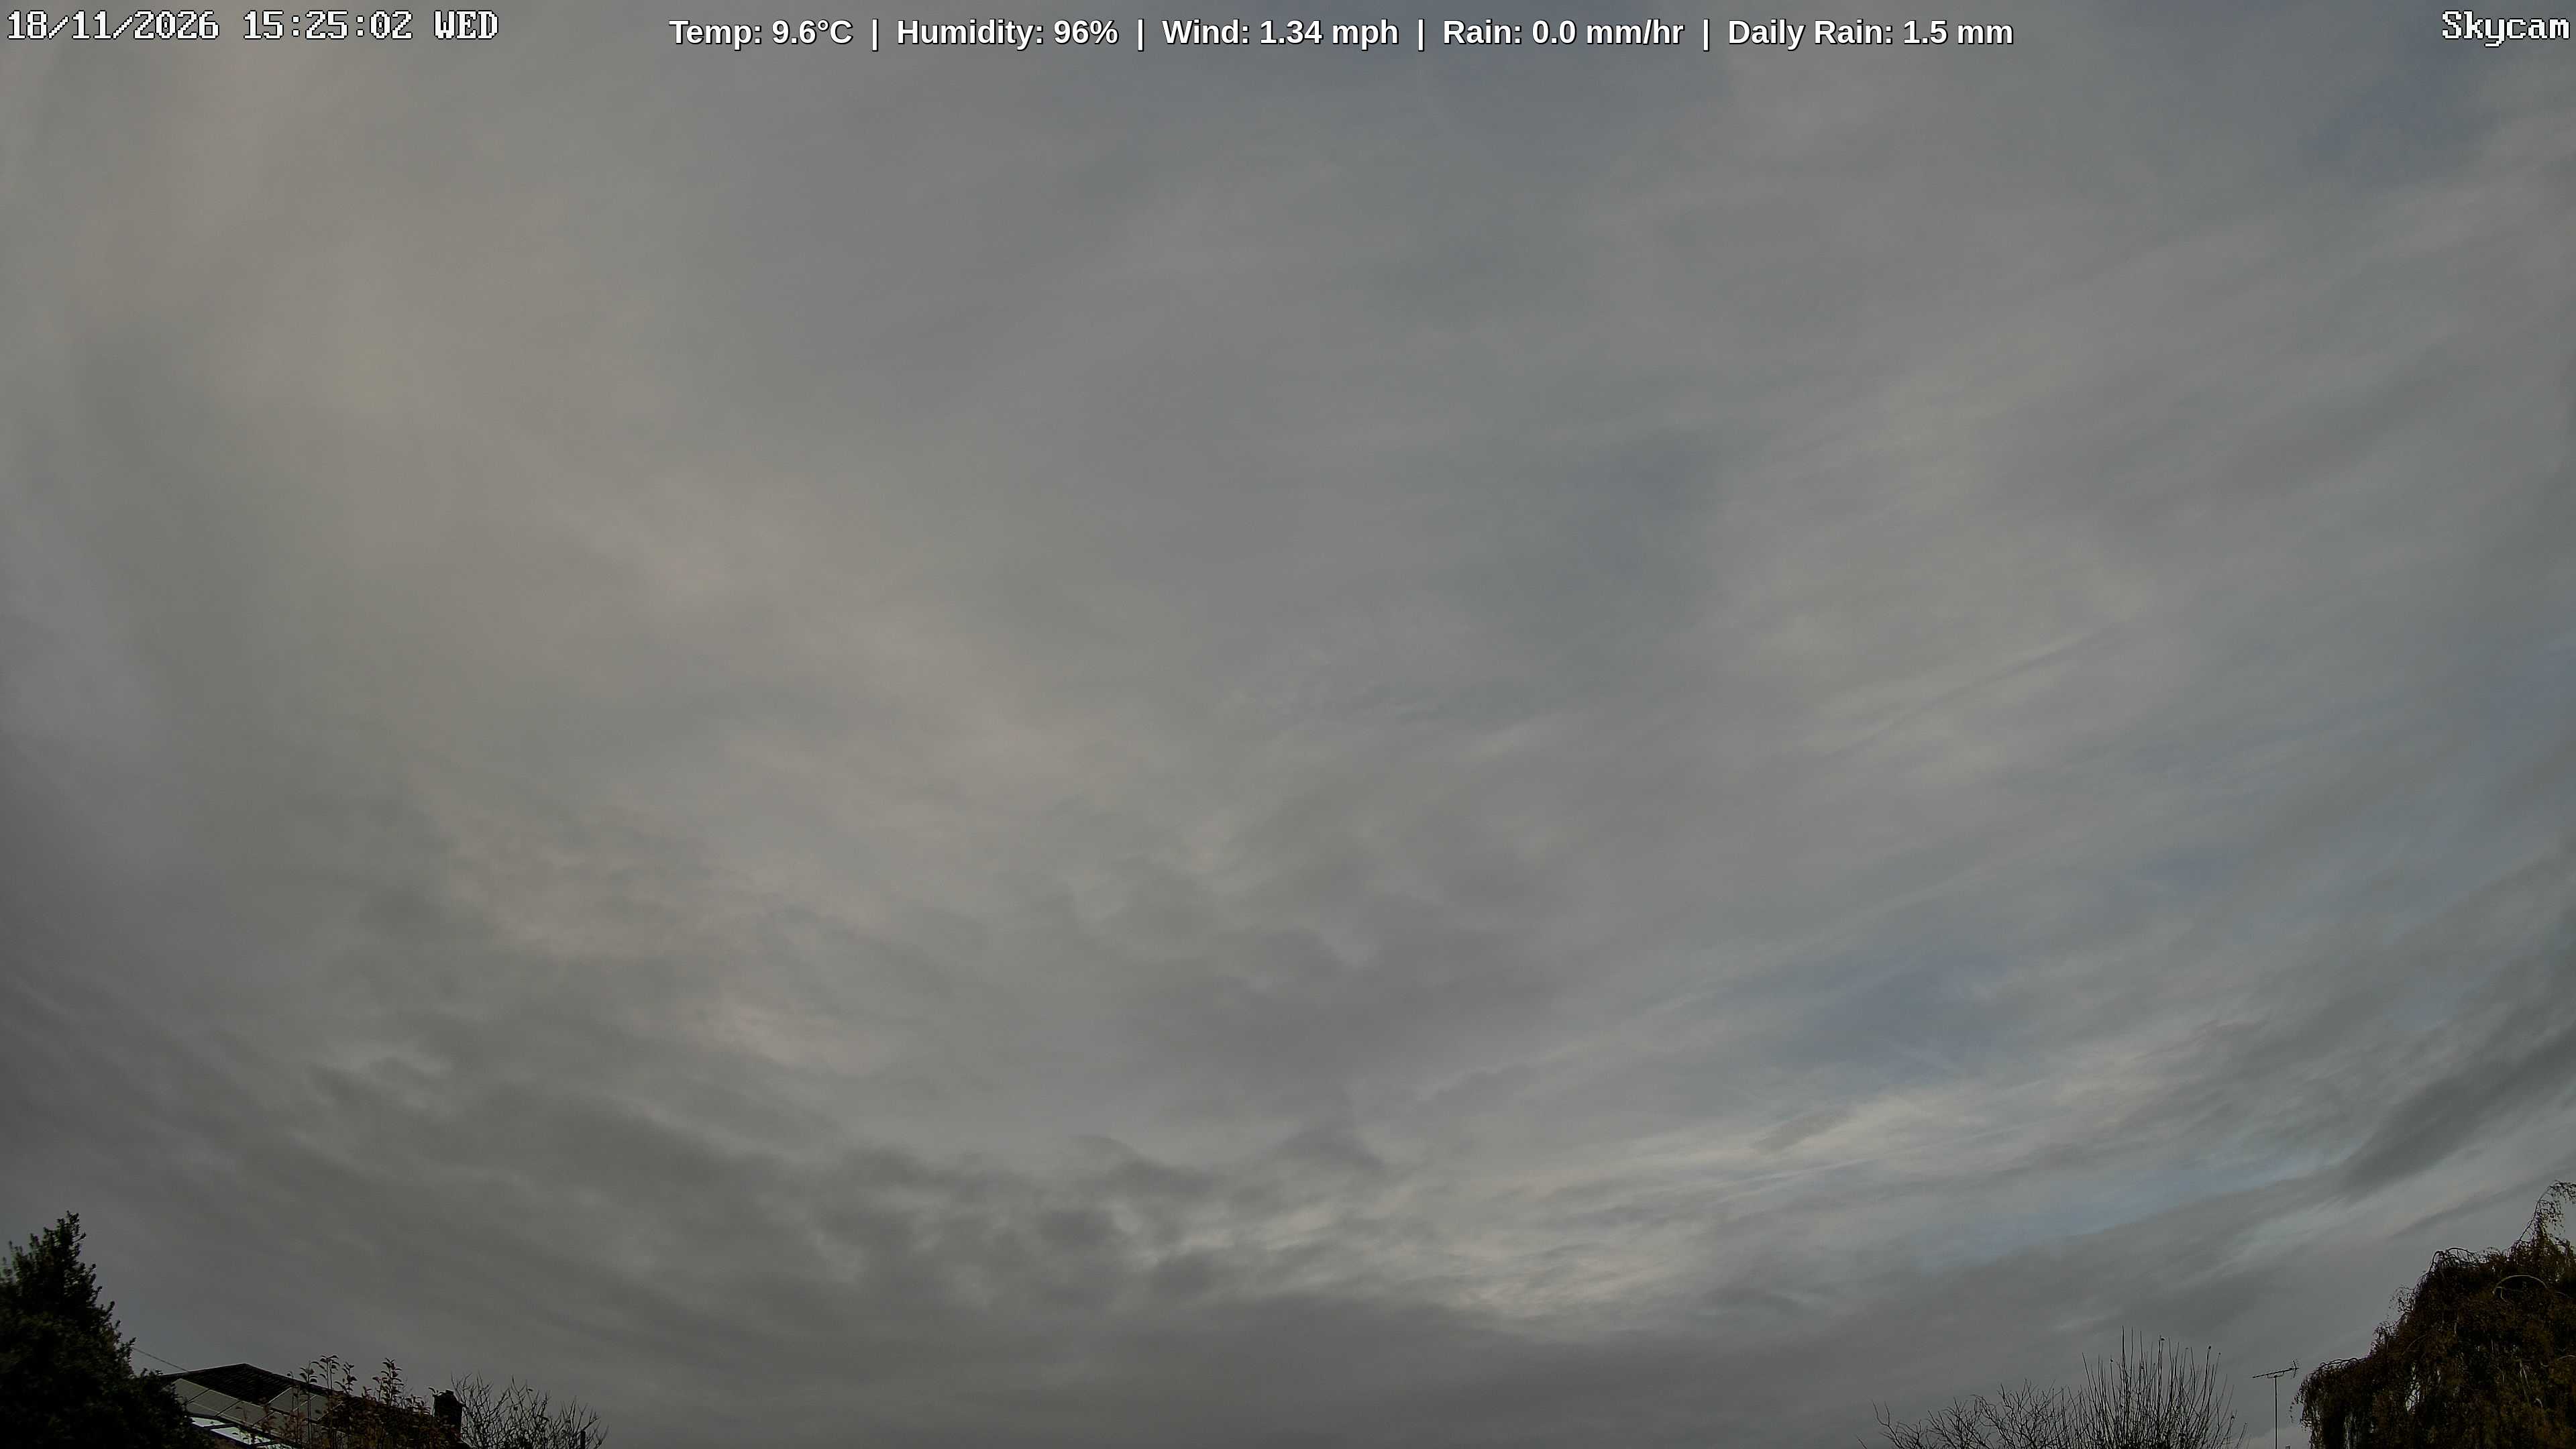 18/11/2026 15:25:02 WED
Temp: 9.6°C | Humidity: 96% | Wind: 1.34 mph | Rain: 0.0 mm/hr | Daily Rain: 1.5 mm
Skycam